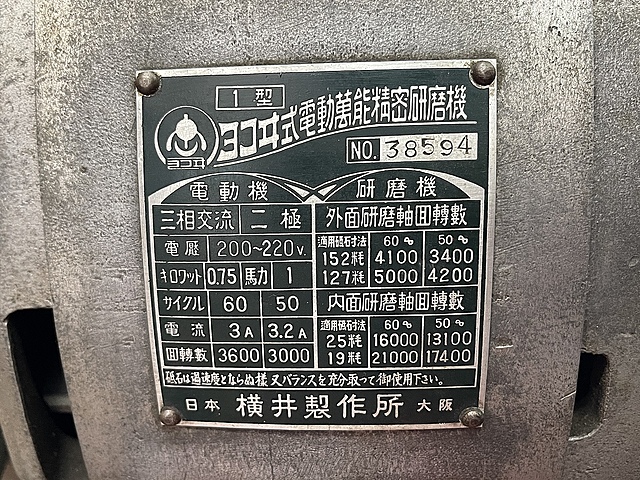 1 型
ヨコヰ
ヨコヰ式電動萬能精密研磨機
NO. 38594
電動機
三相交流 二極
電壓 200~220v.
キロワット 0.75 馬力 1
サイクル 60 50
電流 3A 3.2A
回轉數 3600 3000
研磨機
外面研磨軸回轉數
適用砥石寸法 60% 50%
152粍 4100 3400
127粍 5000 4200
内面研磨軸回轉數
適用砥石寸法 60% 50%
25粍 16000 13100
19粍 21000 17400
砥石は過速度とならぬ様 又バランスを充分取って御使用下さい。
日本 横井製作所 大阪